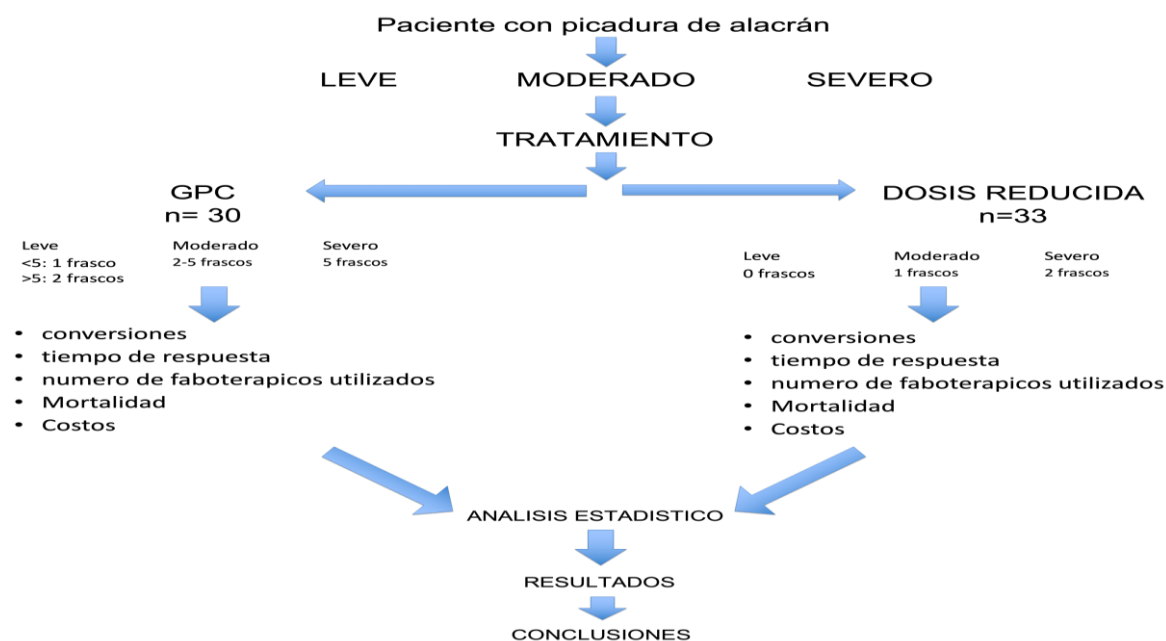 Paciente con picadura de alacrán
LEVE MODERADO SEVERO
TRATAMIENTO
GPC
n= 30
Leve Moderado Severo
<5: 1 frasco 2-5 frascos 5 frascos
>5: 2 frascos
• conversiones
• tiempo de respuesta
• numero de faboterapicos utilizados
• Mortalidad
• Costos
DOSIS REDUCIDA
n=33
Leve Moderado Severo
0 frascos 1 frascos 2 frascos
• conversiones
• tiempo de respuesta
• numero de faboterapicos utilizados
• Mortalidad
• Costos
ANALISIS ESTADISTICO
RESULTADOS
CONCLUSIONES